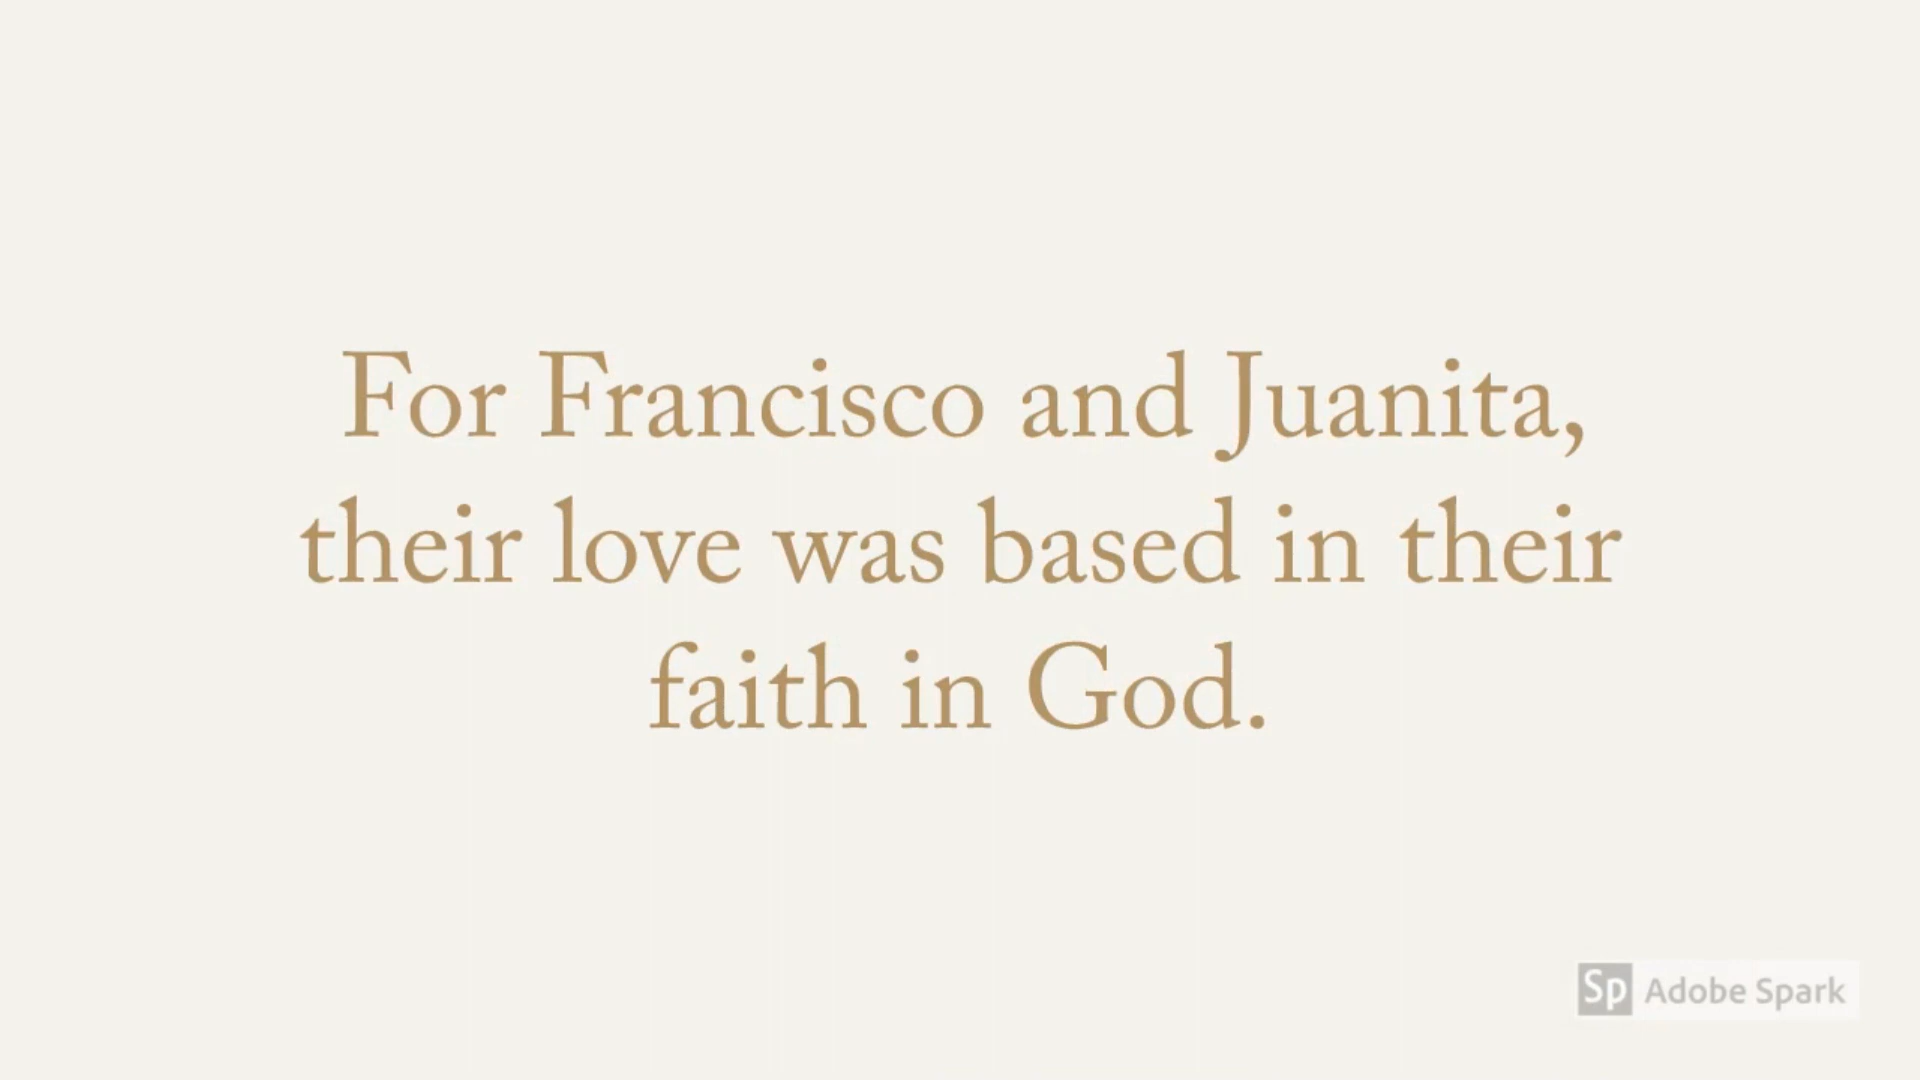 For Francisco and Juanita,
their love was based in their
faith in God.
Sp Adobe Spark